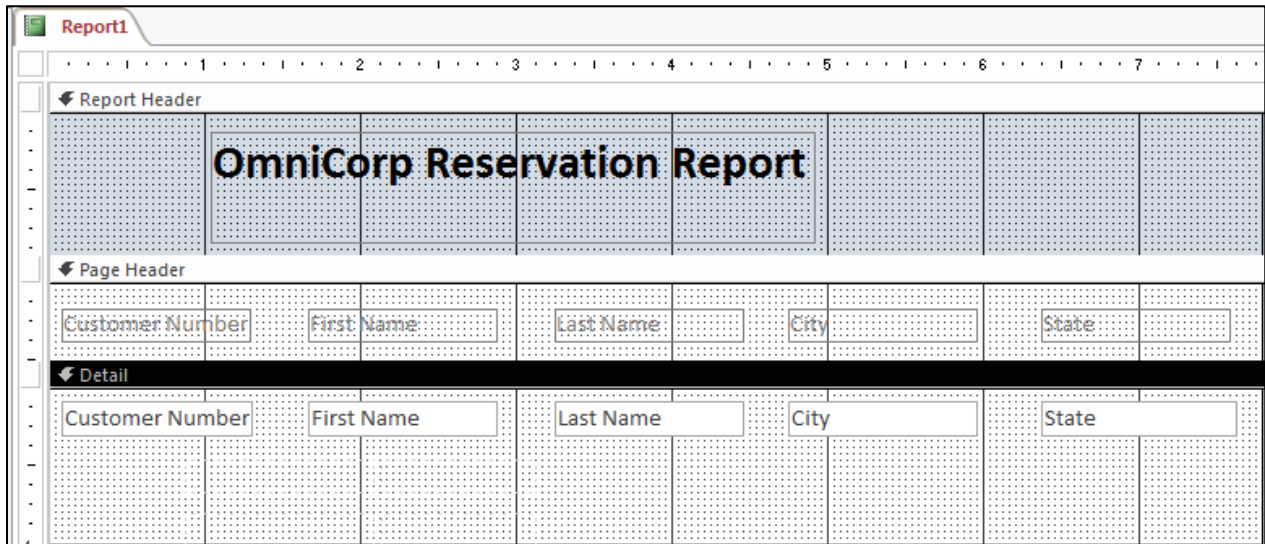 Report1
1 2 3 4 5 6 7
Report Header
OmniCorp Reservation Report
Page Header
Customer Number First Name Last Name City State
Detail
Customer Number First Name Last Name City State